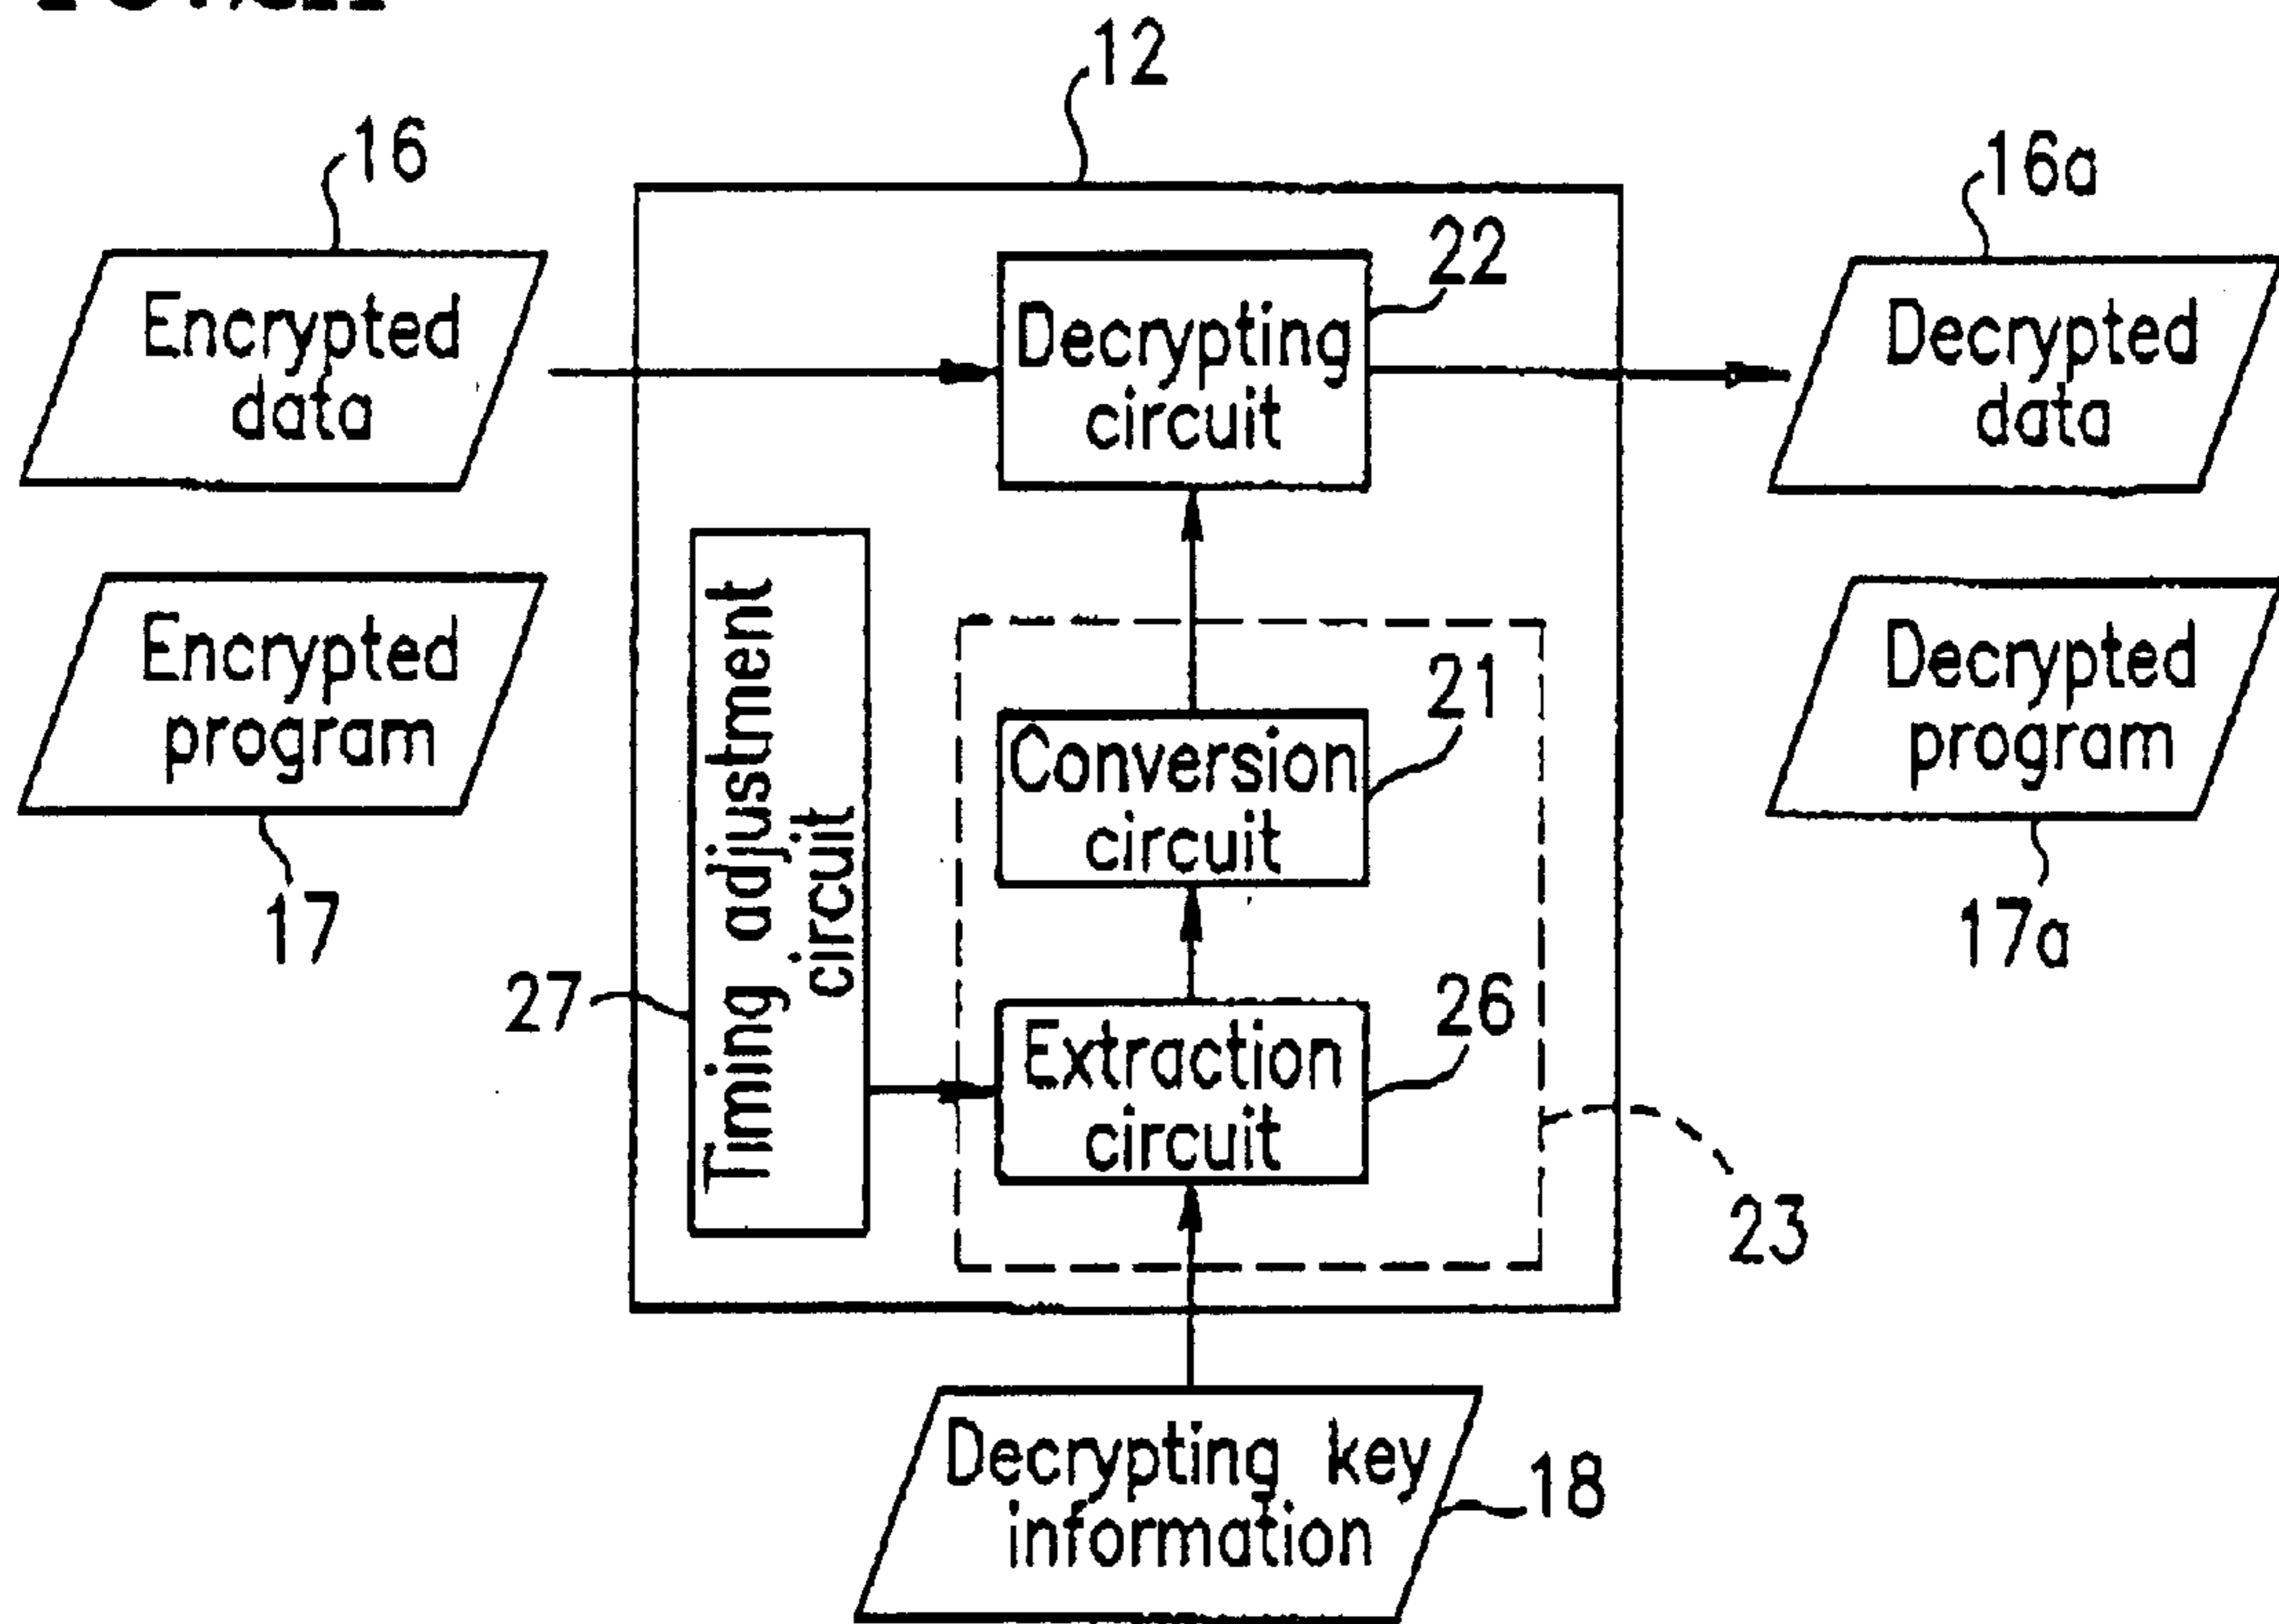 12
16
16a
22
Encrypted
data
Decrypting
circuit
Decrypted
data
Encrypted
program
17
Timing adjustment
circuit
27
21
Conversion
circuit
26
Extraction
circuit
23
Decrypted
program
17a
Decrypting key
information
18